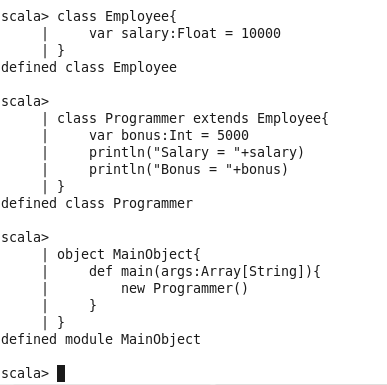 scala> class Employee{
     |     var salary:Float = 10000
     | }
defined class Employee
scala>
     | class Programmer extends Employee{
     |     var bonus:Int = 5000
     |     println("Salary = "+salary)
     |     println("Bonus = "+bonus)
     | }
defined class Programmer
scala>
     | object MainObject{
     |     def main(args:Array[String]){
     |         new Programmer()
     |     }
     | }
defined module MainObject
scala>